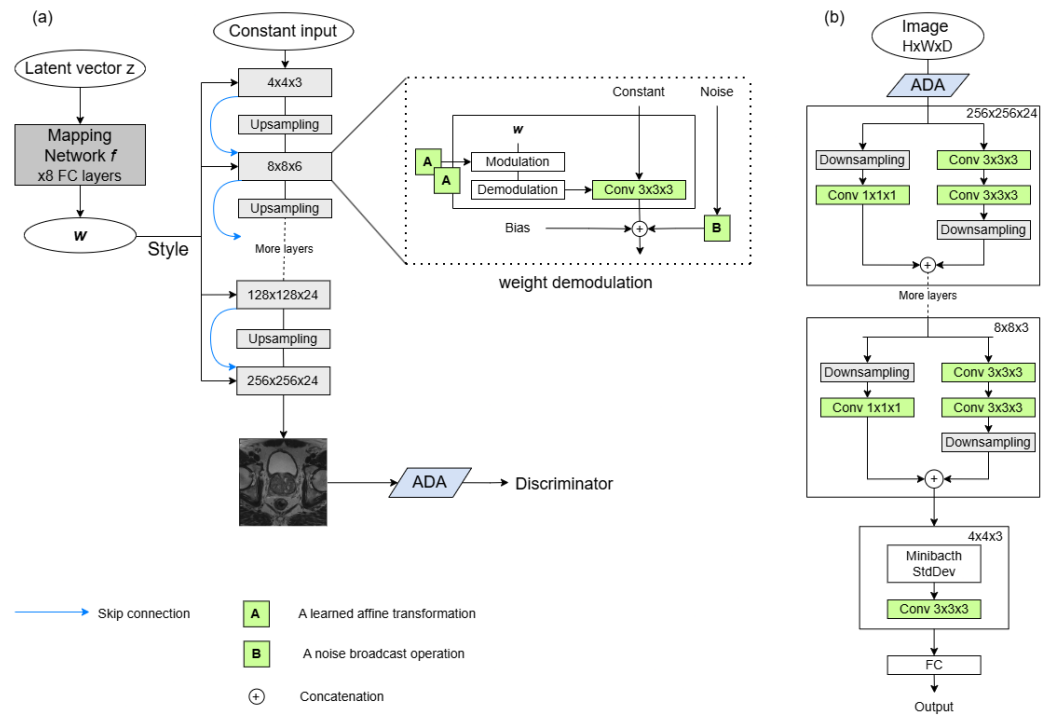 (a)
Constant input
Latent vector z
4x4x3
Upsampling
Mapping
Network f
x8 FC layers
8x8x6
Upsampling
w
Style
More layers
128x128x24
Upsampling
256x256x24
Constant
Noise
w
A
A
Modulation
Demodulation
Conv 3x3x3
Bias
+
B
weight demodulation
ADA
Discriminator
Skip connection
A
A learned affine transformation
B
A noise broadcast operation
+
Concatenation
(b)
Image
HxWxD
ADA
256x256x24
Downsampling
Conv 3x3x3
Conv 1x1x1
Conv 3x3x3
Downsampling
+
More layers
8x8x3
Downsampling
Conv 3x3x3
Conv 1x1x1
Conv 3x3x3
Downsampling
+
4x4x3
Minibacth
StdDev
Conv 3x3x3
FC
Output